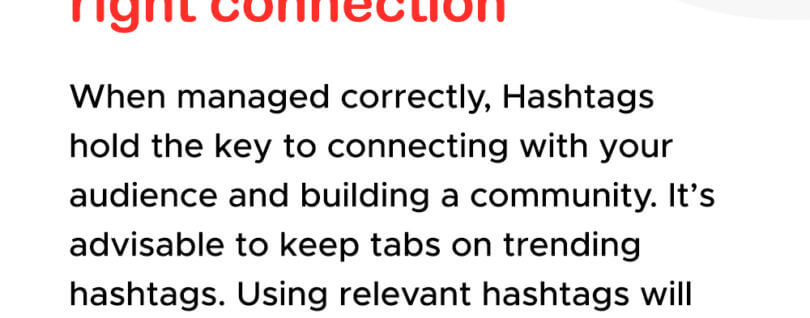 right connection
When managed correctly, Hashtags
hold the key to connecting with your
audience and building a community. It’s
advisable to keep tabs on trending
hashtags. Using relevant hashtags will